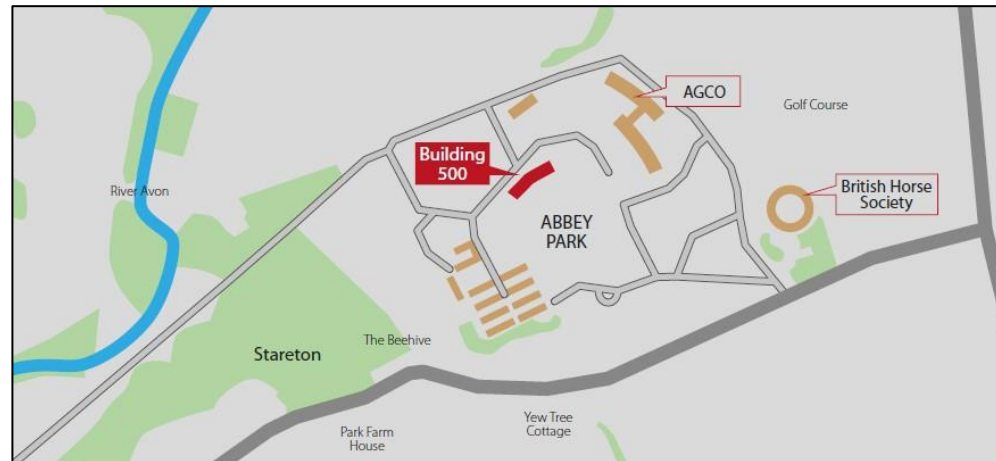 AGCO
Golf Course
Building
500
River Avon
British Horse
Society
ABBEY
PARK
The Beehive
Stareton
Yew Tree
Cottage
Park Farm
House